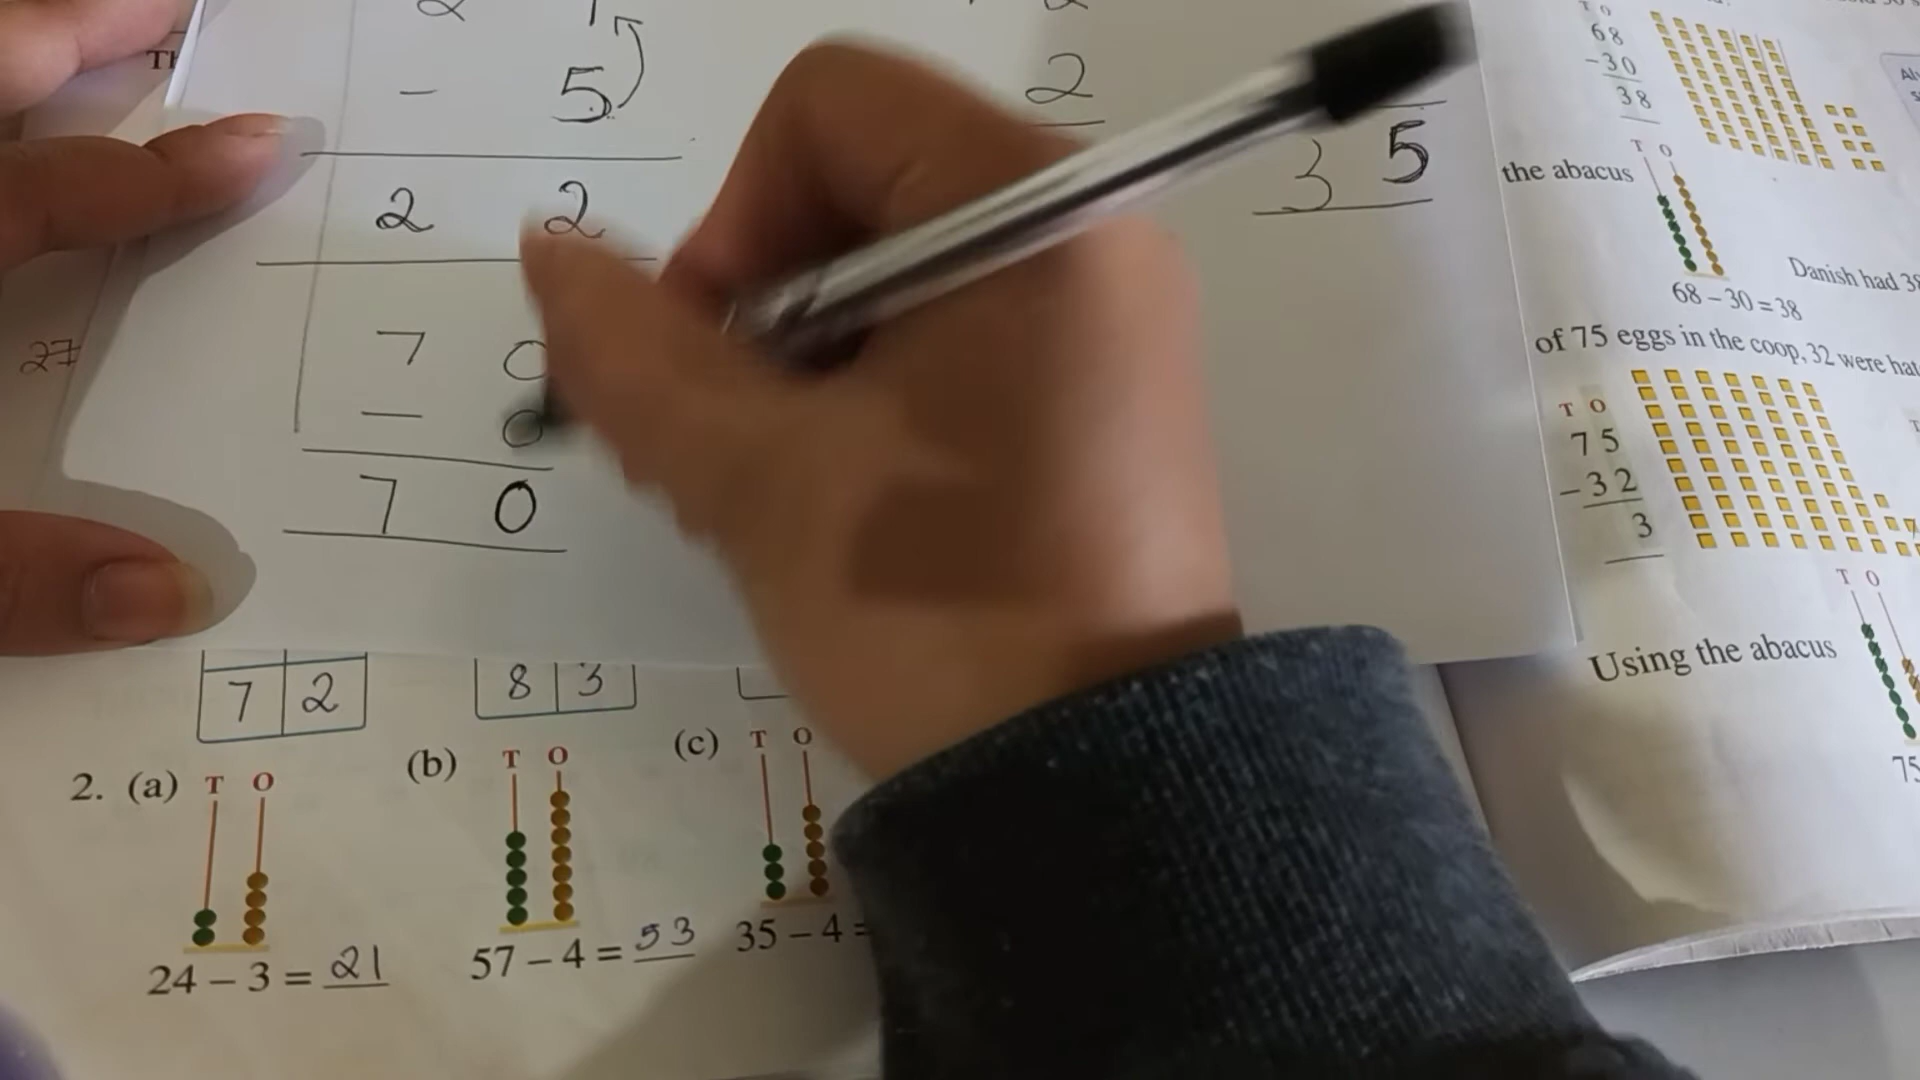 - 5
2 2
7 0
- 0
7 0
2
3 5
27
7 2
8 3
2. (a) T O
24 – 3 = 21
(b) T O
57 – 4 = 53
(c) T O
35 – 4 =
T O
68
-30
38
the abacus
T O
68 – 30 = 38
Danish had
of 75 eggs in the coop, 32 were
T O
75
-32
3
T O
Using the abacus
75